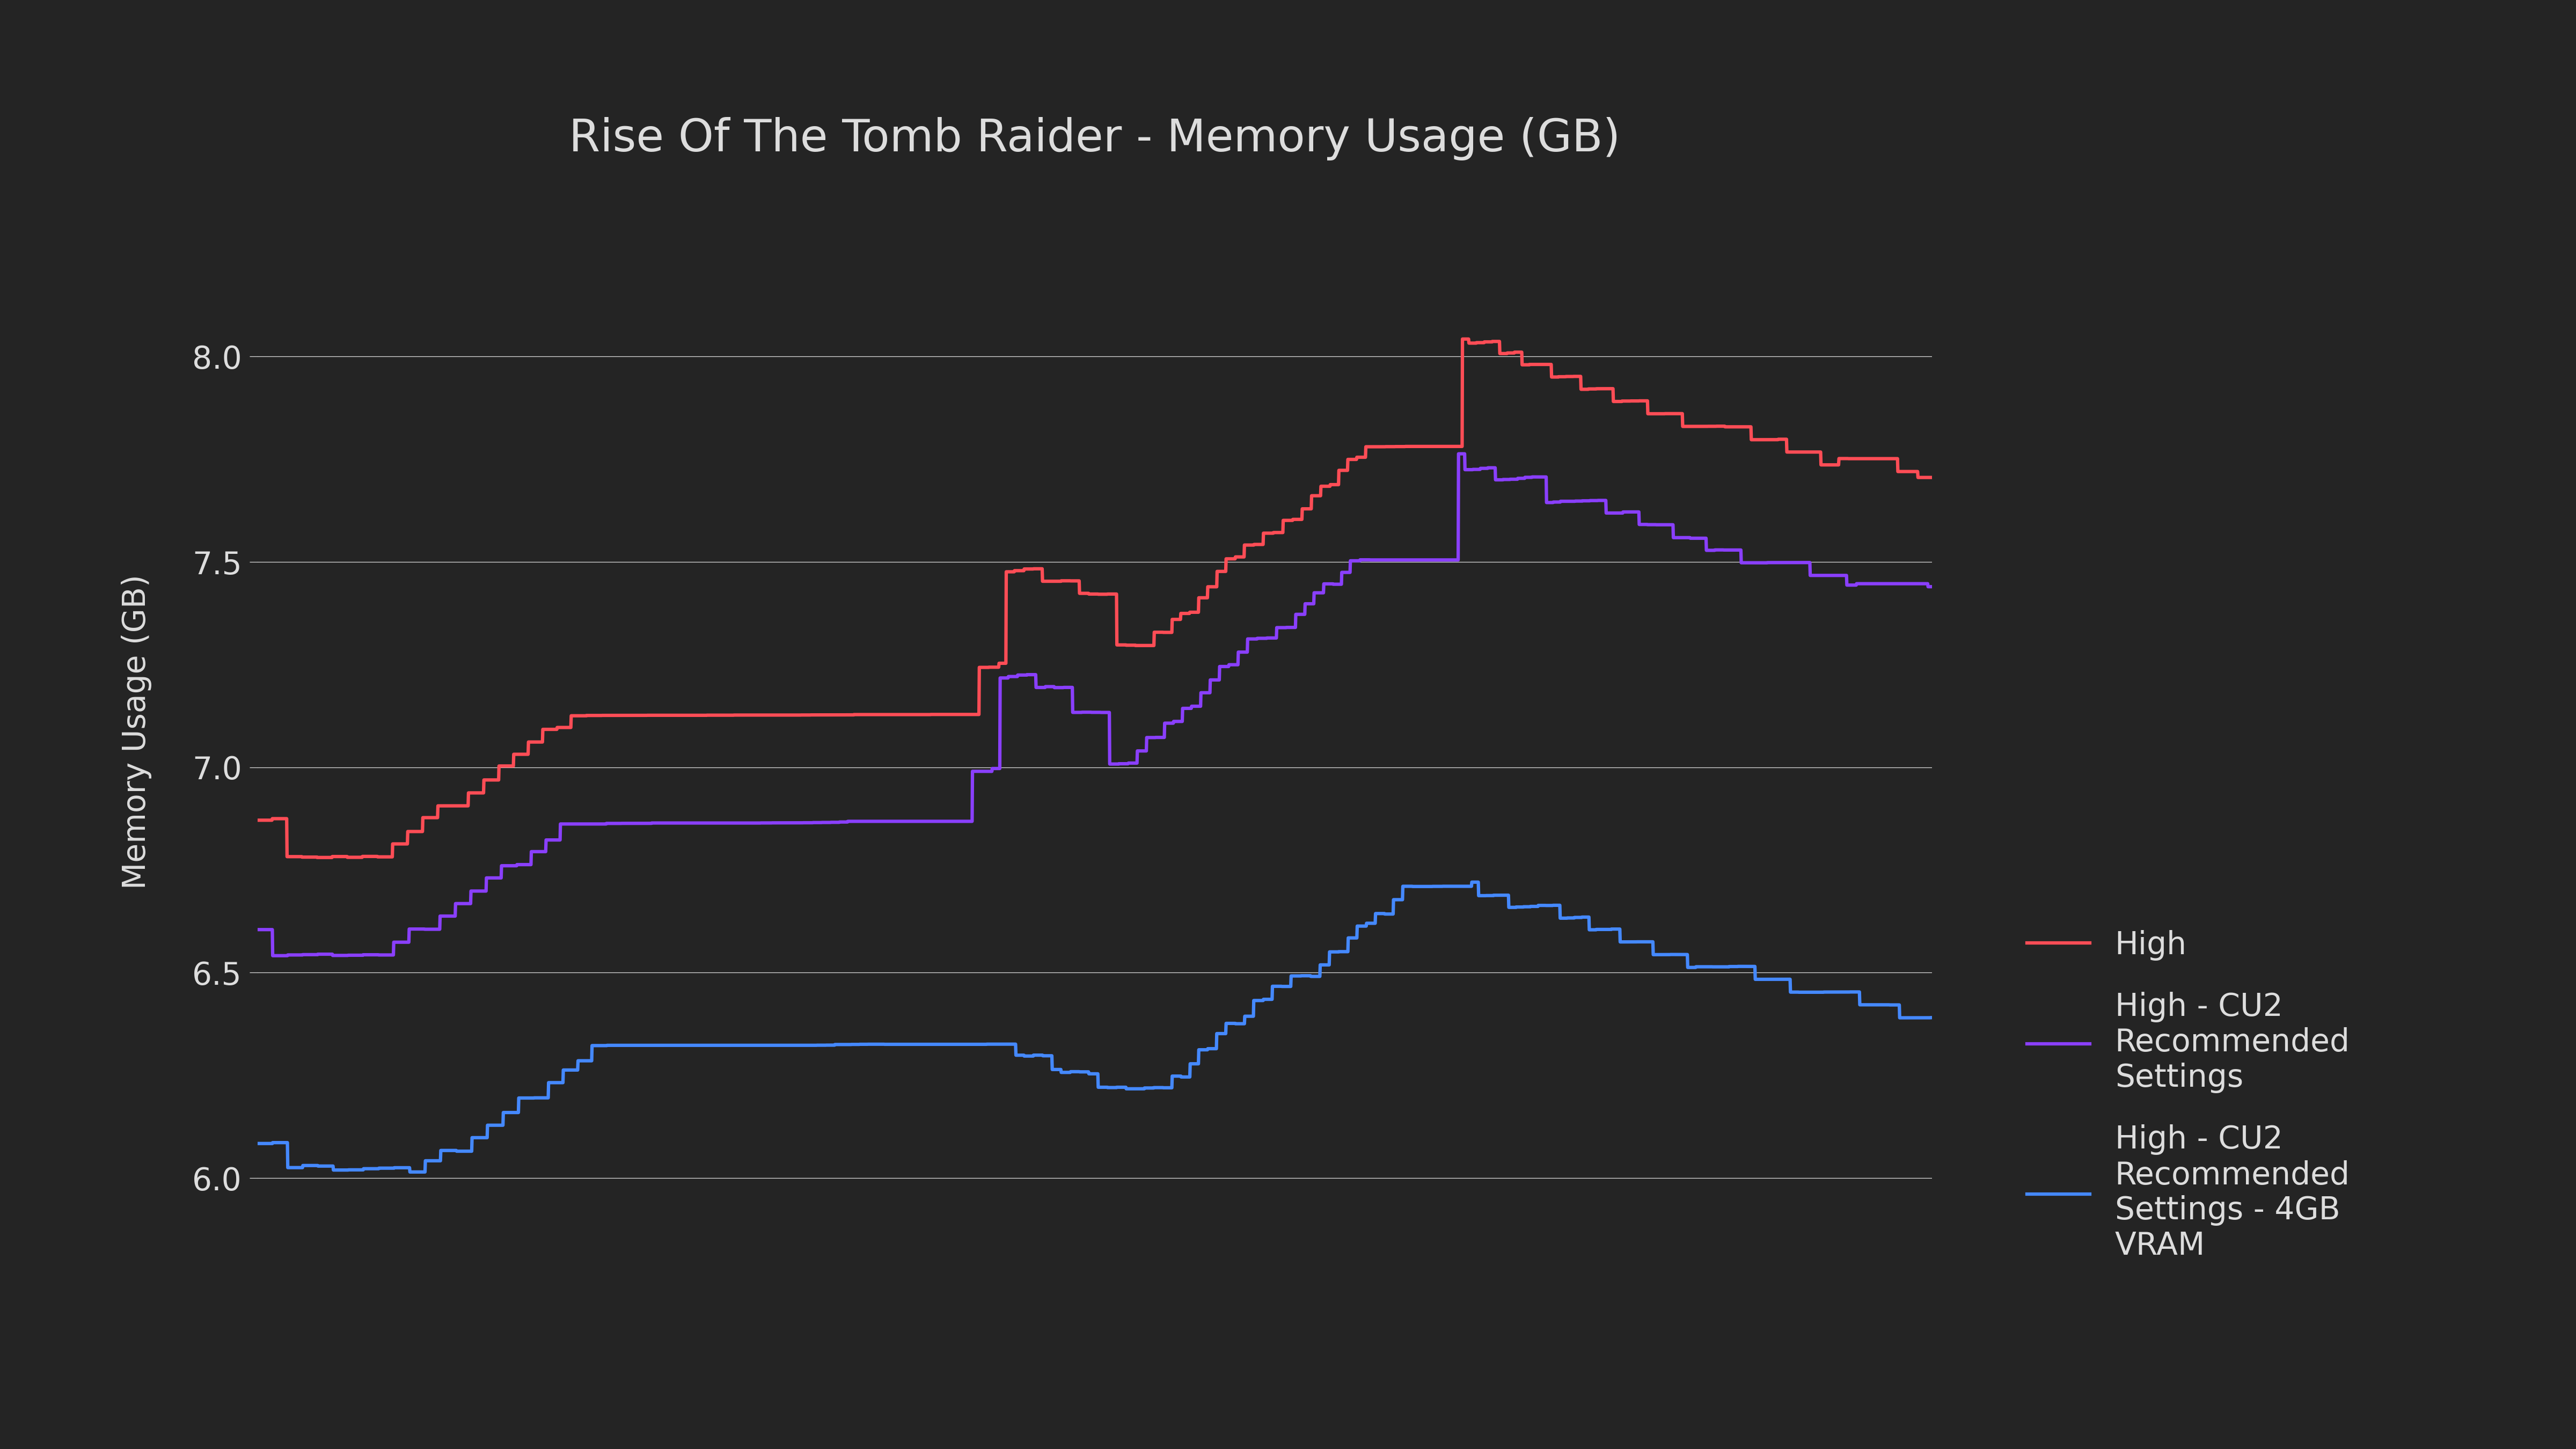 Rise Of The Tomb Raider - Memory Usage (GB)
Memory Usage (GB)
8.0
7.5
7.0
6.5
6.0
High
High - CU2
Recommended
Settings
High - CU2
Recommended
Settings - 4GB
VRAM